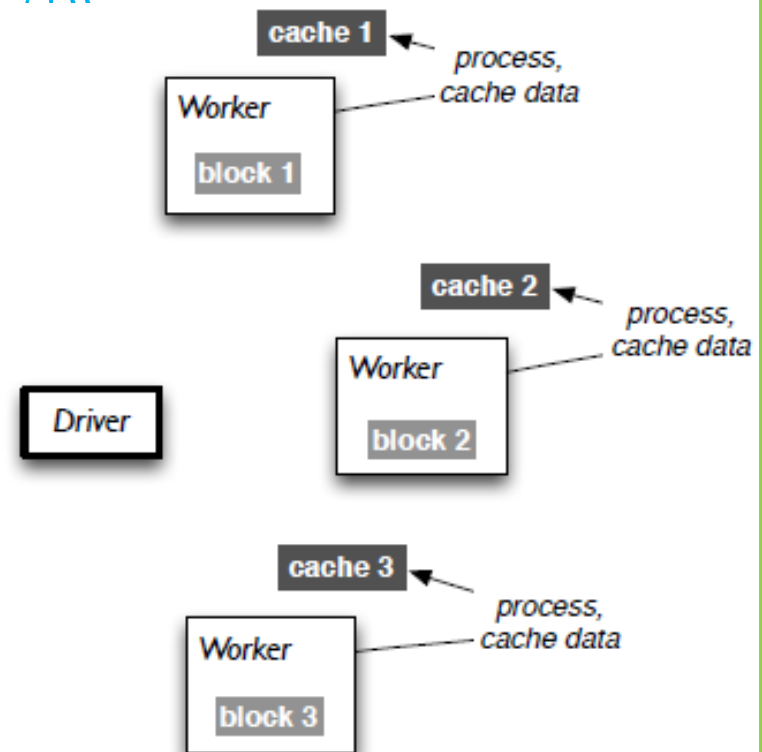 cache 1
process,
cache data
Worker
block 1
cache 2
process,
cache data
Worker
block 2
Driver
cache 3
process,
cache data
Worker
block 3